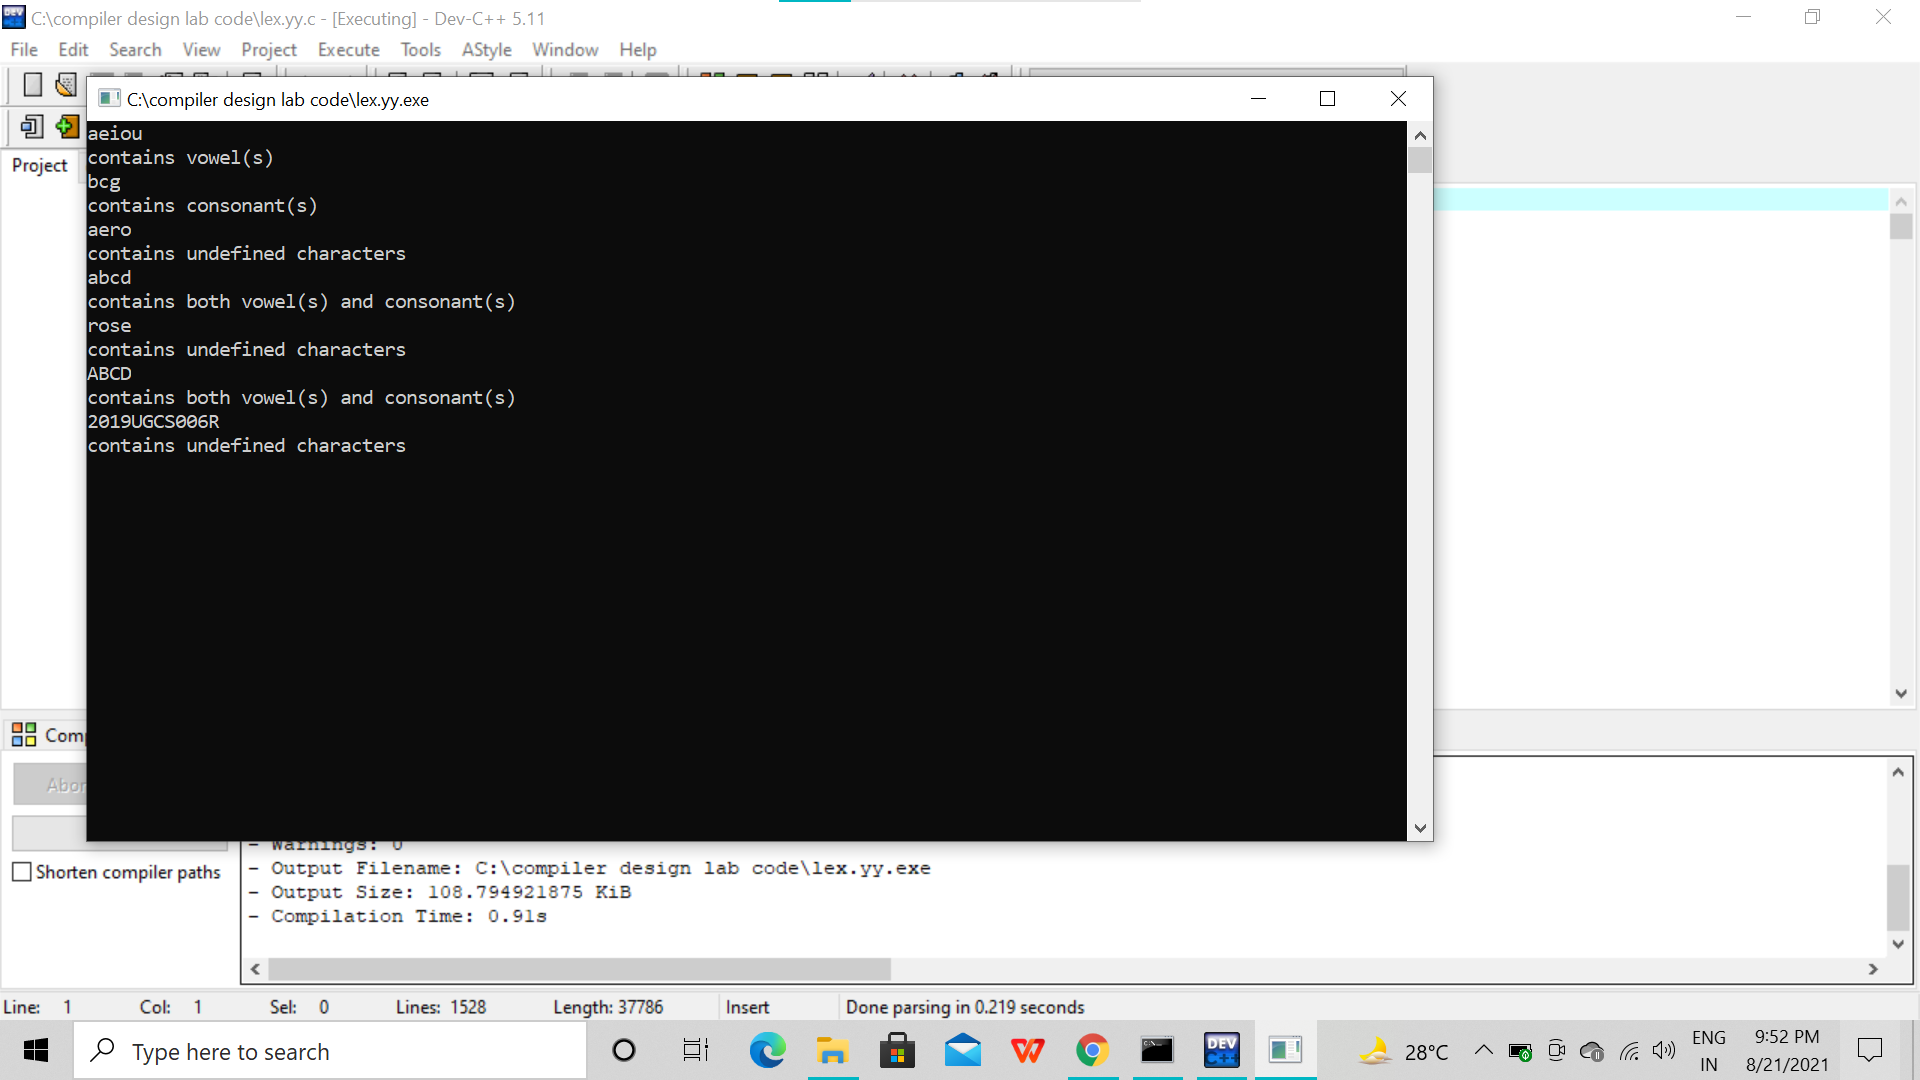 C:\compiler design lab code\lex.yy.c - [Executing] - Dev-C++ 5.11
File Edit Search View Project Execute Tools AStyle Window Help
C:\compiler design lab code\lex.yy.exe
Project
aeiou
contains vowel(s)
bcg
contains consonant(s)
aero
contains undefined characters
abcd
contains both vowel(s) and consonant(s)
rose
contains undefined characters
ABCD
contains both vowel(s) and consonant(s)
2019UGCS006R
contains undefined characters
Comp
Abor
- Warnings: 0
Shorten compiler paths
- Output Filename: C:\compiler design lab code\lex.yy.exe
- Output Size: 108.794921875 KiB
- Compilation Time: 0.91s
Line: 1 Col: 1 Sel: 0 Lines: 1528 Length: 37786 Insert Done parsing in 0.219 seconds
Type here to search
DEV C++
28°C
ENG IN
9:52 PM
8/21/2021